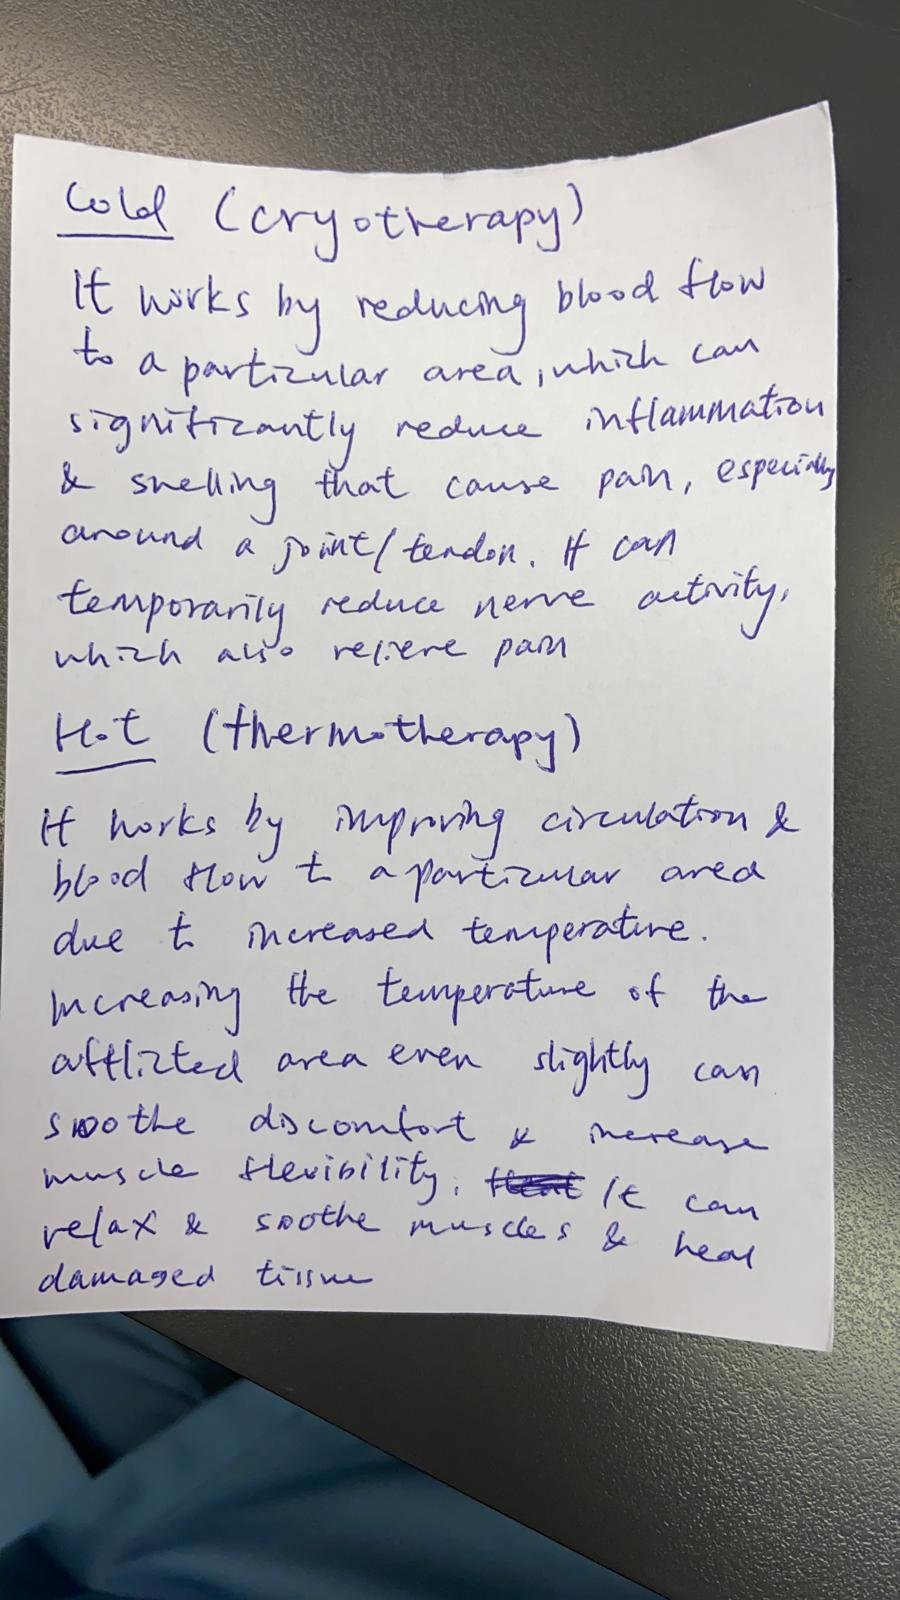 Cold (cryotherapy)
It works by reducing blood flow
to a particular area, which can
significantly reduce inflammation
& swelling that cause pain, especially
around a joint/tendon. It can
temporarily reduce nerve activity,
which also relieve pain
Hot (thermotherapy)
It works by improving circulation &
blood flow to a particular area
due to increased temperature.
Increasing the temperature of the
afflicted area even slightly can
soothe discomfort & increase
muscle flexibility. It can
relax & soothe muscles & heal
damaged tissue